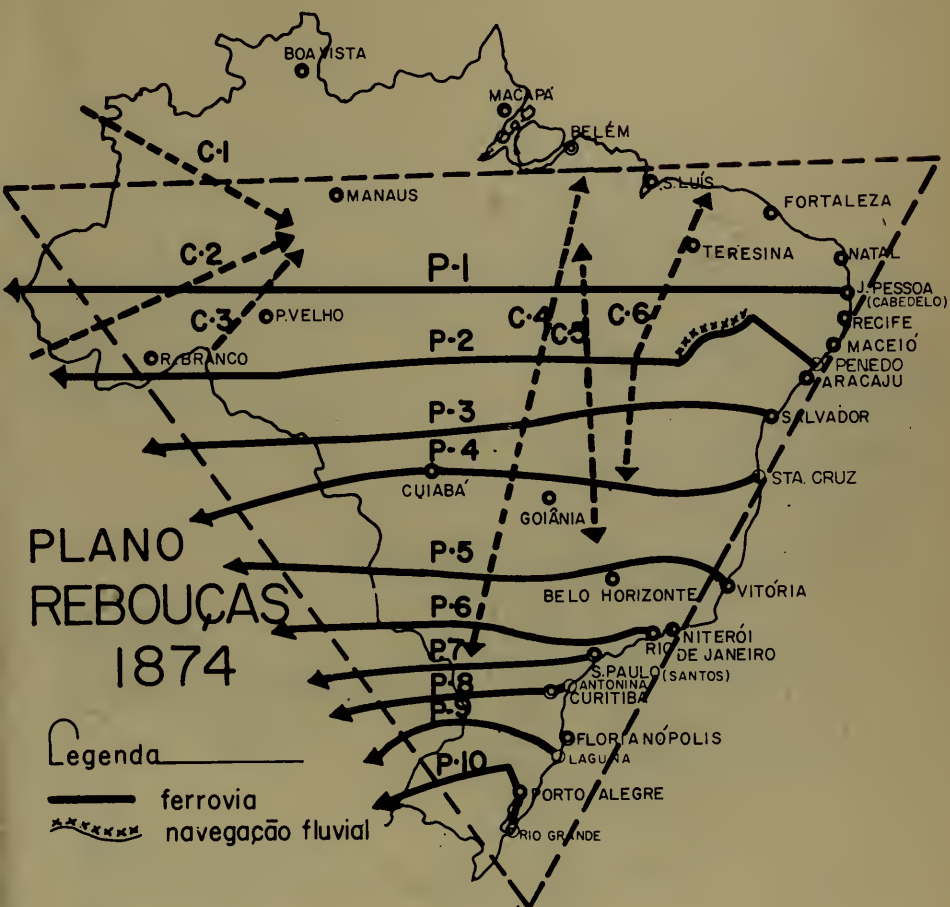 BOA VISTA
MACAPÁ
BELÉM
C-1
S. LUÍS
MANAUS
FORTALEZA
C-2
TERESINA
NATAL
P-1
J. PESSOA
(CABEDELO)
C-3
P. VELHO
C-4
C-5
C-6
RECIFE
P-2
MACEIÓ
R. BRANCO
PENEDO
ARACAJU
P-3
SALVADOR
P-4
CUIABÁ
STA. CRUZ
GOIÂNIA
PLANO
REBOUÇAS
1874
P-5
BELO HORIZONTE
VITÓRIA
P-6
RIO
DE JANEIRO
NITERÓI
P.7
S. PAULO (SANTOS)
P-8
ANTONINA
CURITIBA
P-9
FLORIANÓPOLIS
LAGUNA
P-10
PORTO ALEGRE
RIO GRANDE
Legenda
ferrovia
navegação fluvial